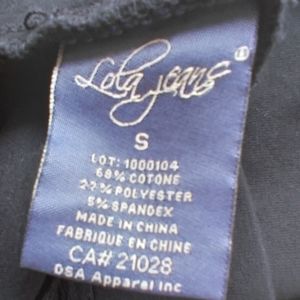 Lola Jeans
S
LOT: 1000104
68% COTONE
27% POLYESTER
5% SPANDEX
MADE IN CHINA
FABRIQUE EN CHINE
CA# 21028
DSA Apparel Inc